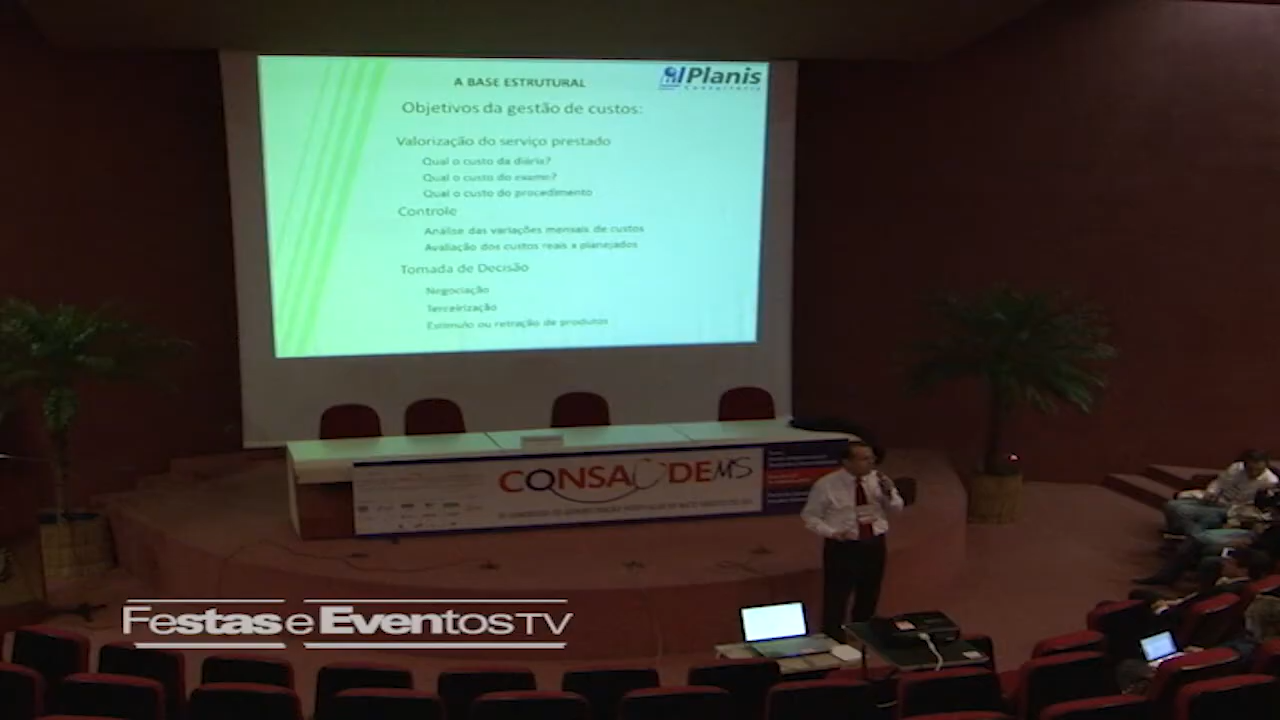 A BASE ESTRUTURAL
Planis
Consultoria
Objetivos da gestão de custos:
Valorização do serviço prestado
Qual o custo da diária?
Qual o custo do exame?
Qual o custo do procedimento
Controle
Análise das variações mensais de custos
Avaliação dos custos reais x planejados
Tomada de Decisão
Negociação
Terceirização
Estímulo ou retração de produtos
CONSAÚDEMS
Festas e Eventos TV